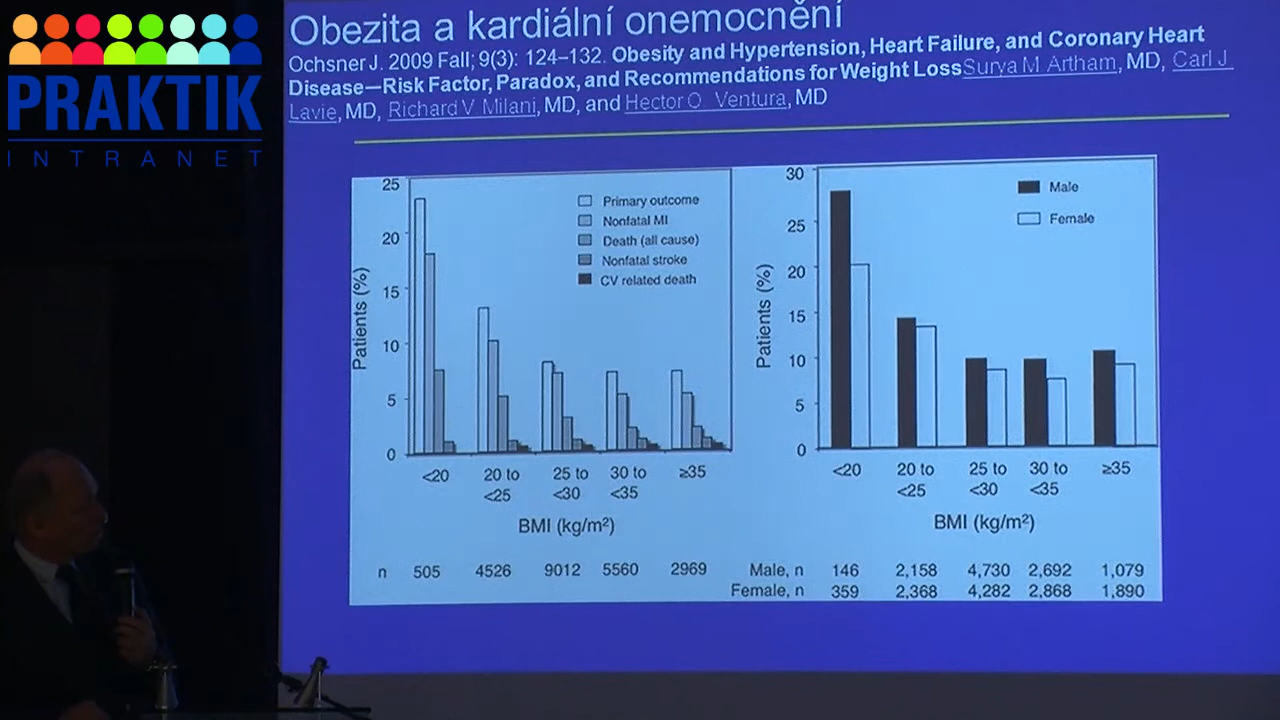 PRAKTIK
INTRANET
Obezita a kardiální onemocnění
Ochsner J. 2009 Fall; 9(3): 124–132. Obesity and Hypertension, Heart Failure, and Coronary Heart
Disease—Risk Factor, Paradox, and Recommendations for Weight LossSurya M Artham, MD, Carl J
Lavie, MD, Richard V Milani, MD, and Hector O Ventura, MD
25
20
15
10
5
0
Patients (%)
Primary outcome
Nonfatal MI
Death (all cause)
Nonfatal stroke
CV related death
<20
20 to <25
25 to <30
30 to <35
≥35
BMI (kg/m²)
n 505 4526 9012 5560 2969
30
25
20
15
10
5
0
Patients (%)
Male
Female
<20
20 to <25
25 to <30
30 to <35
≥35
BMI (kg/m²)
Male, n 146 2,158 4,730 2,692 1,079
Female, n 359 2,368 4,282 2,868 1,890